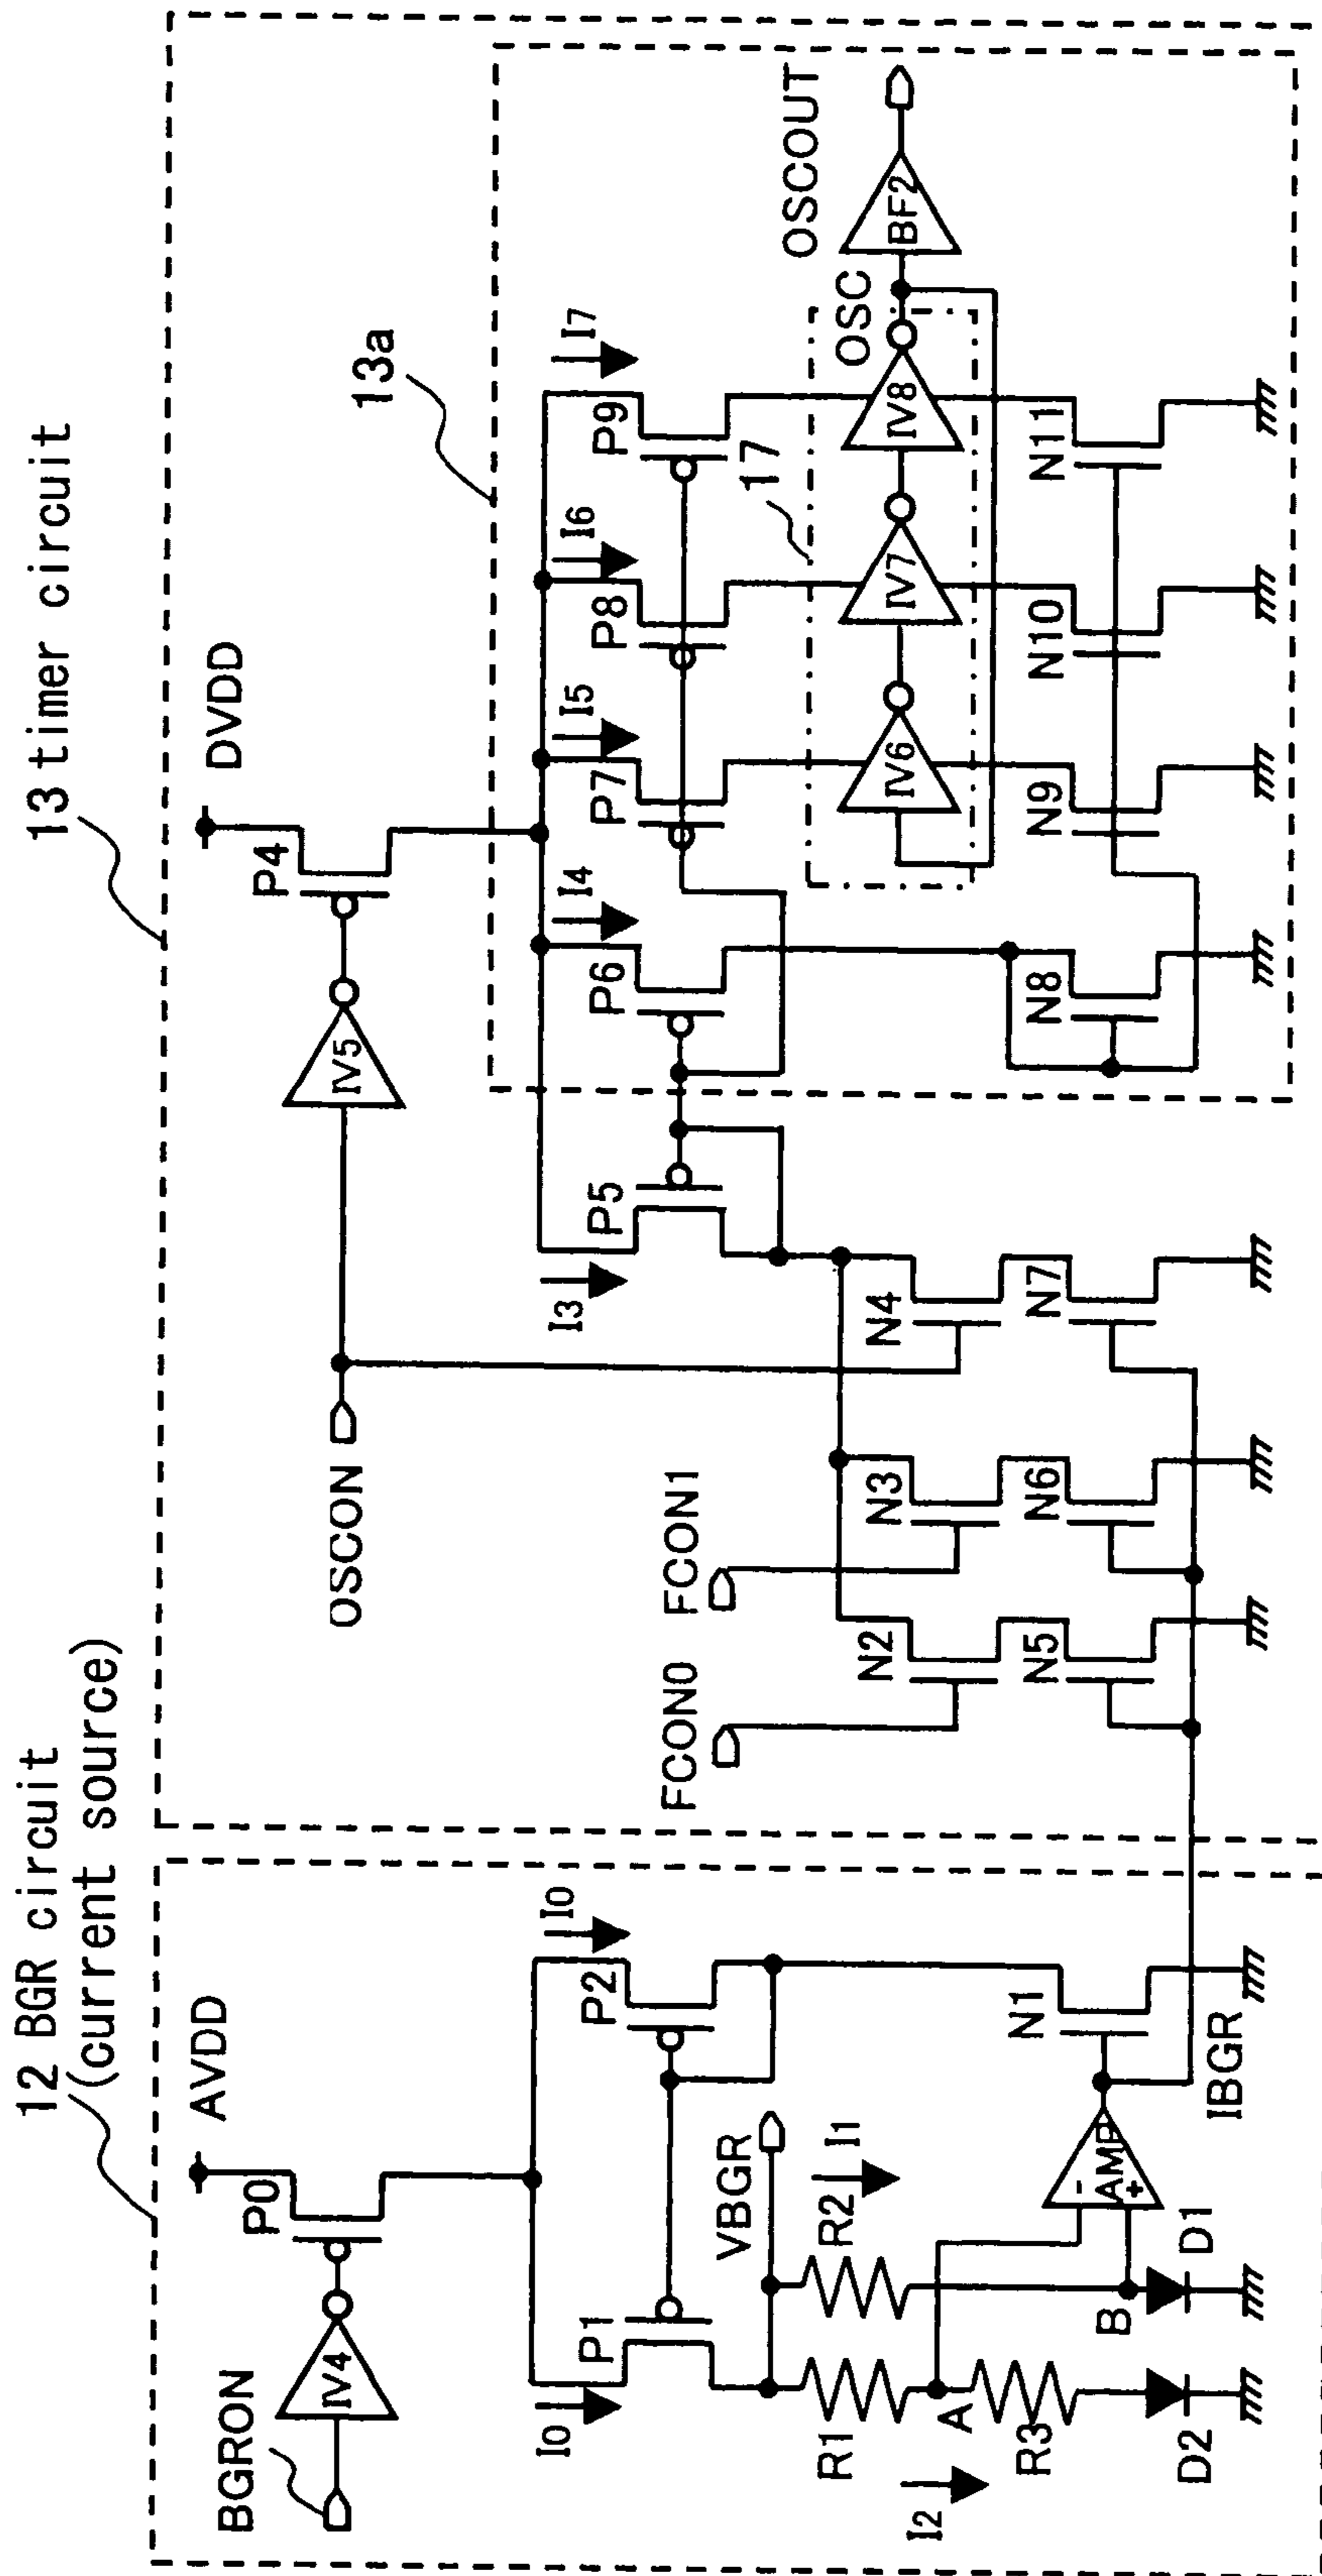 12 BGR circuit
(current source)
13 timer circuit
AVDD
DVDD
BGRON
IV4
P0
OSCON
IV5
P4
13a
I0
P1
P2
I0
I3
P5
I4
P6
I5
P7
I6
P8
I7
P9
VBGR
FCON0
FCON1
17
OSC
OSCOUT
R1
R2
I1
N2
N3
N4
IV6
IV7
IV8
BF2
I2
A
R3
B
-
+
AMP
N1
N5
N6
N7
N8
N9
N10
N11
D2
D1
IBGR